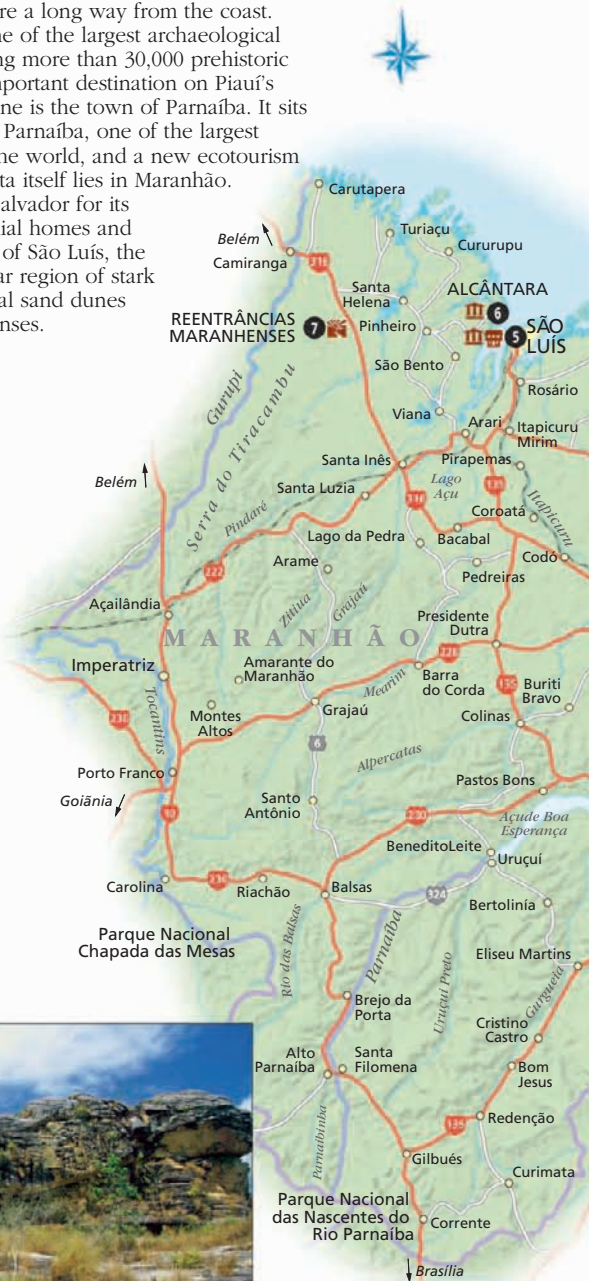 re a long way from the coast.
ne of the largest archaeological
ng more than 30,000 prehistoric
mportant destination on Piauí's
ne is the town of Parnaíba. It sits
Parnaíba, one of the largest
he world, and a new ecotourism
ta itself lies in Maranhão.
alvador for its
ial homes and
of São Luís, the
ar region of stark
al sand dunes
enses.
Carutapera
Belém
Turiaçu
Cururupu
Camiranga
316
Santa
Helena
ALCÂNTARA
6
REENTRÂNCIAS
MARANHENSES
7
Pinheiro
5
SÃO
LUÍS
São Bento
Gurupi
Serra do Tiracambu
Rosário
Viana
Arari
Itapicuru
Mirim
Santa Inês
Pirapemas
Belém
Lago
Açu
135
Santa Luzia
316
Coroatá
Itapicuru
Pindaré
Lago da Pedra
Bacabal
Codó
Arame
222
Pedreiras
Zitiua
Grajaú
Açailândia
Presidente
Dutra
MARANHÃO
226
Imperatriz
Amarante do
Maranhão
Mearim
Barra
do Corda
135
Buriti
Bravo
Tocantins
Montes
Altos
Grajaú
Colinas
230
6
Alpercatas
Porto Franco
Pastos Bons
Goiãnia
Santo
Antônio
10
230
Açude Boa
Esperança
BeneditoLeite
Uruçuí
Carolina
230
Riachão
Balsas
324
Bertolinía
Parque Nacional
Chapada das Mesas
Rio das Balsas
Parnaíba
Uruçuí Preto
Eliseu Martins
Gurgueia
Brejo da
Porta
Cristino
Castro
Alto
Parnaíba
Santa
Filomena
Bom
Jesus
Parnaibinba
135
Redenção
Gilbués
Curimata
Parque Nacional
das Nascentes do
Rio Parnaíba
Corrente
Brasília